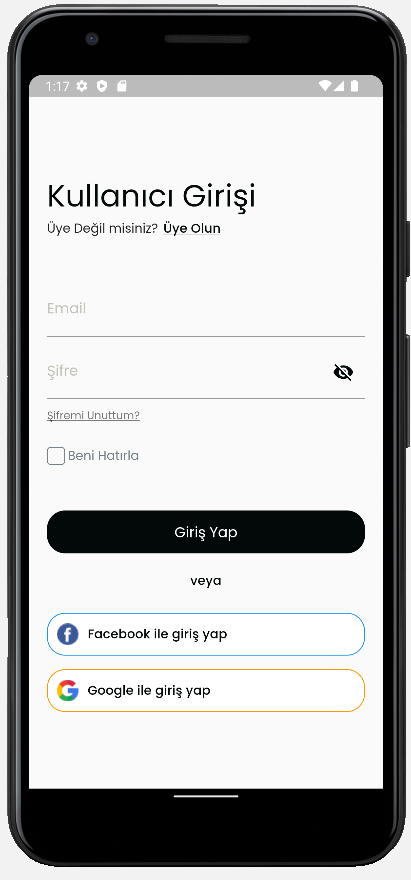 1:17
Kullanıcı Girişi
Üye Değil misiniz? Üye Olun
Email
Şifre
Şifremi Unuttum?
Beni Hatırla
Giriş Yap
veya
Facebook ile giriş yap
Google ile giriş yap